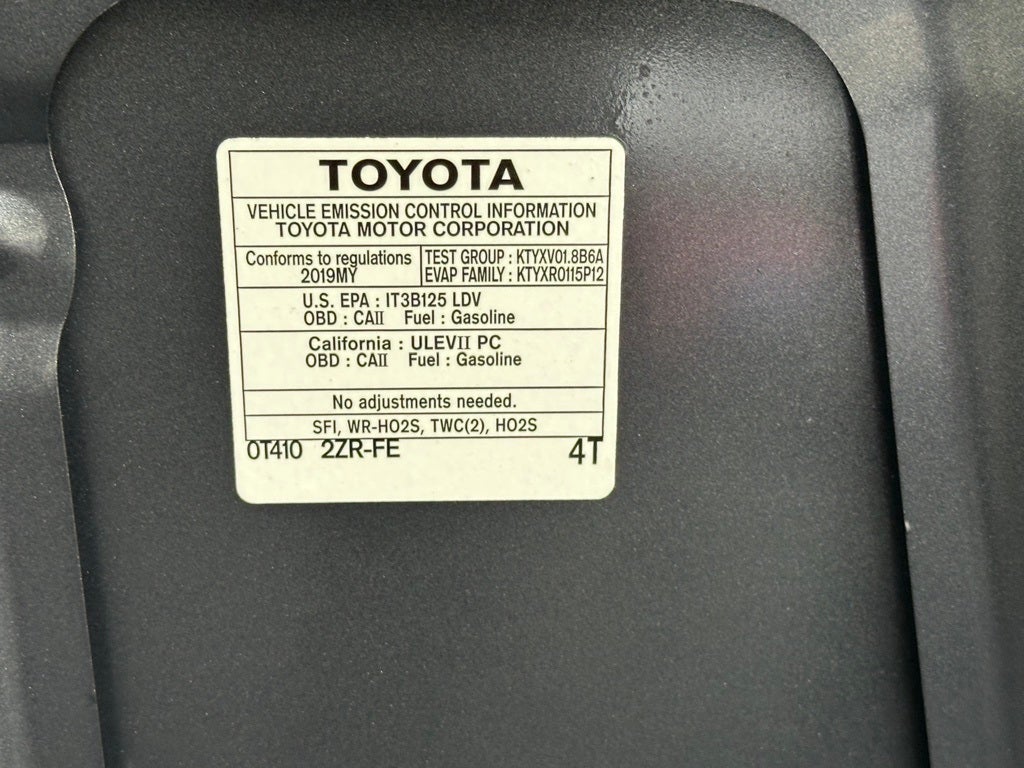 TOYOTA
VEHICLE EMISSION CONTROL INFORMATION
TOYOTA MOTOR CORPORATION
Conforms to regulations
2019MY
TEST GROUP : KTYXV01.8B6A
EVAP FAMILY : KTYXR0115P12
U.S. EPA : IT3B125 LDV
OBD : CAII Fuel : Gasoline
California : ULEVII PC
OBD : CAII Fuel : Gasoline
No adjustments needed.
SFI, WR-HO2S, TWC(2), HO2S
0T410 2ZR-FE 4T